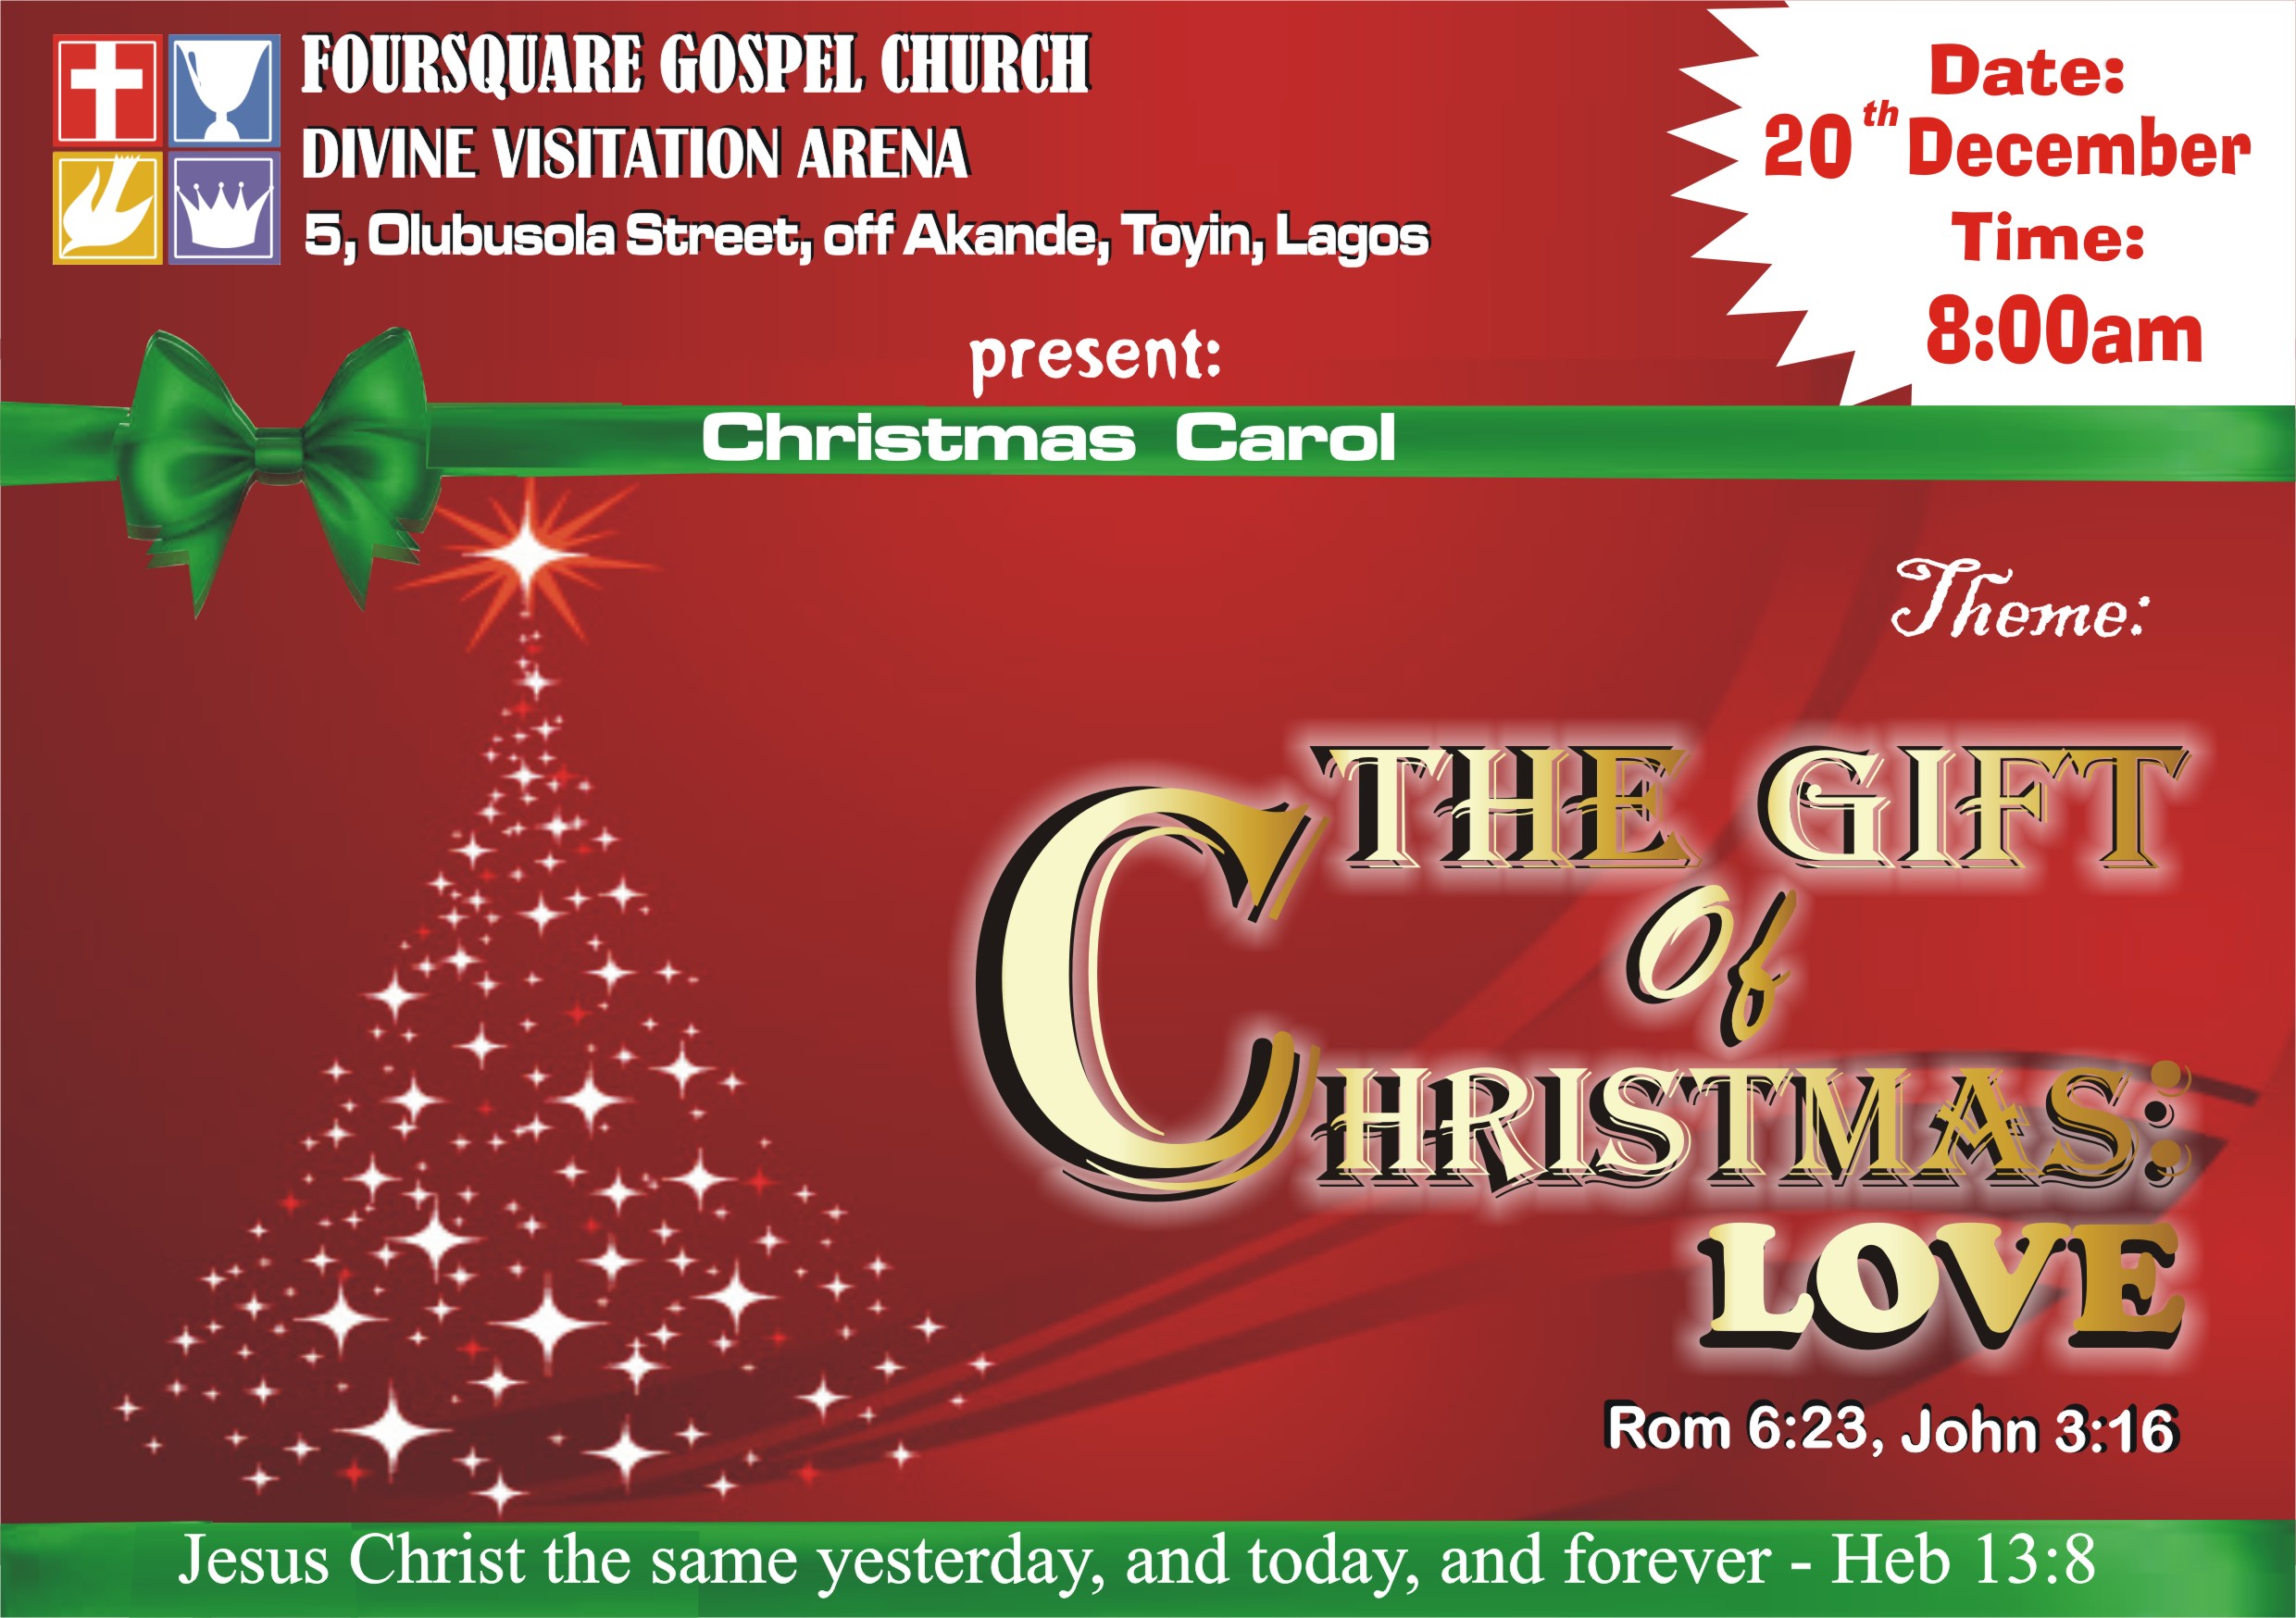 FOURSQUARE GOSPEL CHURCH
DIVINE VISITATION ARENA
5, Olubusola Street, off Akande, Toyin, Lagos
Date:
20th December
Time:
8:00am
present:
Christmas Carol
Theme:
THE GIFT
Of
CHRISTMAS:
LOVE
Rom 6:23, John 3:16
Jesus Christ the same yesterday, and today, and forever - Heb 13:8